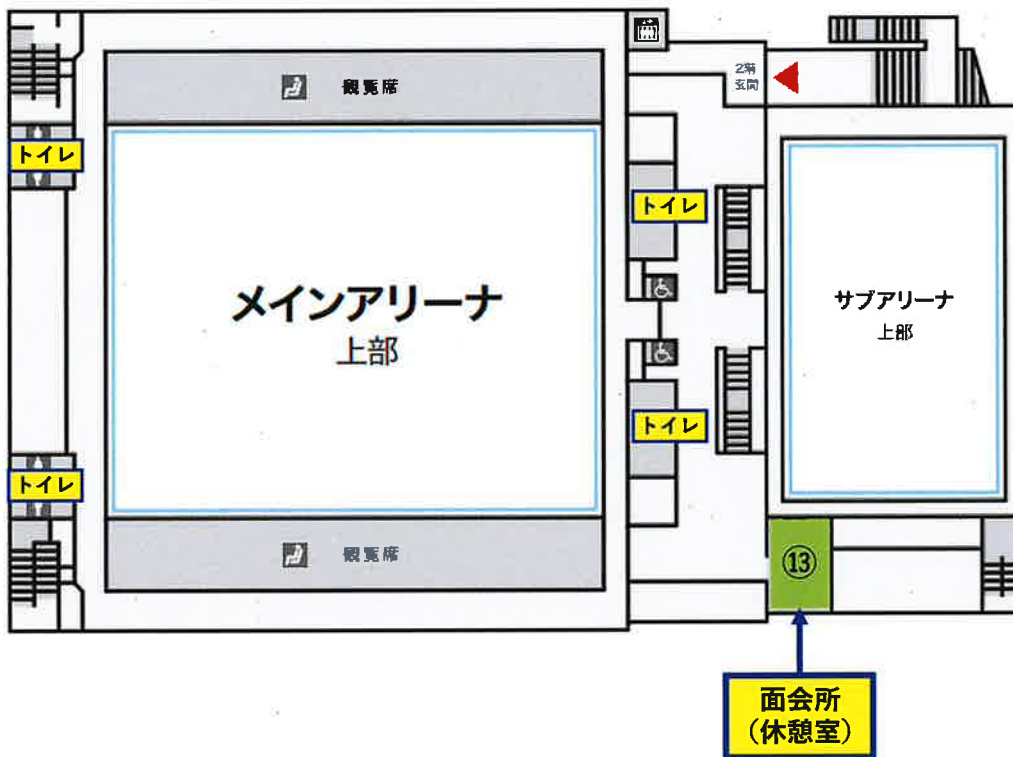 観覧席
2階
玄関
トイレ
トイレ
メインアリーナ
上部
サブアリーナ
上部
トイレ
トイレ
観覧席
⑬
面会所
(休憩室)